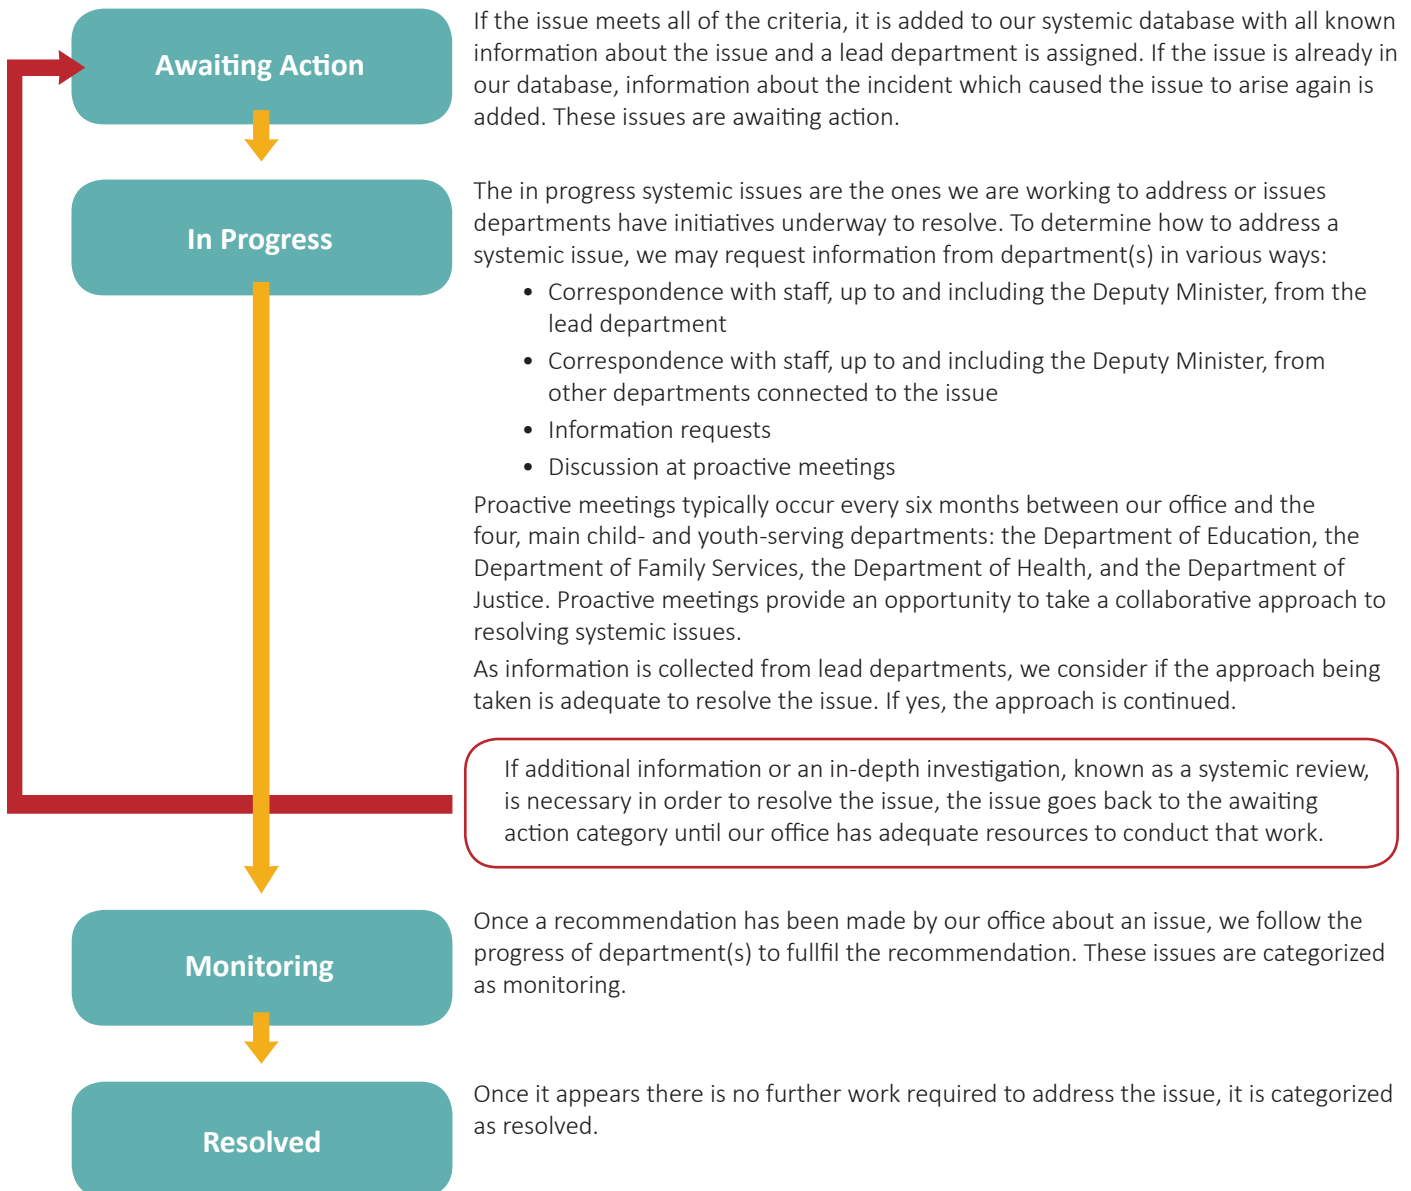 Awaiting Action
If the issue meets all of the criteria, it is added to our systemic database with all known
information about the issue and a lead department is assigned. If the issue is already in
our database, information about the incident which caused the issue to arise again is
added. These issues are awaiting action.
In Progress
The in progress systemic issues are the ones we are working to address or issues
departments have initiatives underway to resolve. To determine how to address a
systemic issue, we may request information from department(s) in various ways:
• Correspondence with staff, up to and including the Deputy Minister, from the
lead department
• Correspondence with staff, up to and including the Deputy Minister, from
other departments connected to the issue
• Information requests
• Discussion at proactive meetings
Proactive meetings typically occur every six months between our office and the
four, main child- and youth-serving departments: the Department of Education, the
Department of Family Services, the Department of Health, and the Department of
Justice. Proactive meetings provide an opportunity to take a collaborative approach to
resolving systemic issues.
As information is collected from lead departments, we consider if the approach being
taken is adequate to resolve the issue. If yes, the approach is continued.
If additional information or an in-depth investigation, known as a systemic review,
is necessary in order to resolve the issue, the issue goes back to the awaiting
action category until our office has adequate resources to conduct that work.
Monitoring
Once a recommendation has been made by our office about an issue, we follow the
progress of department(s) to fullfil the recommendation. These issues are categorized
as monitoring.
Resolved
Once it appears there is no further work required to address the issue, it is categorized
as resolved.